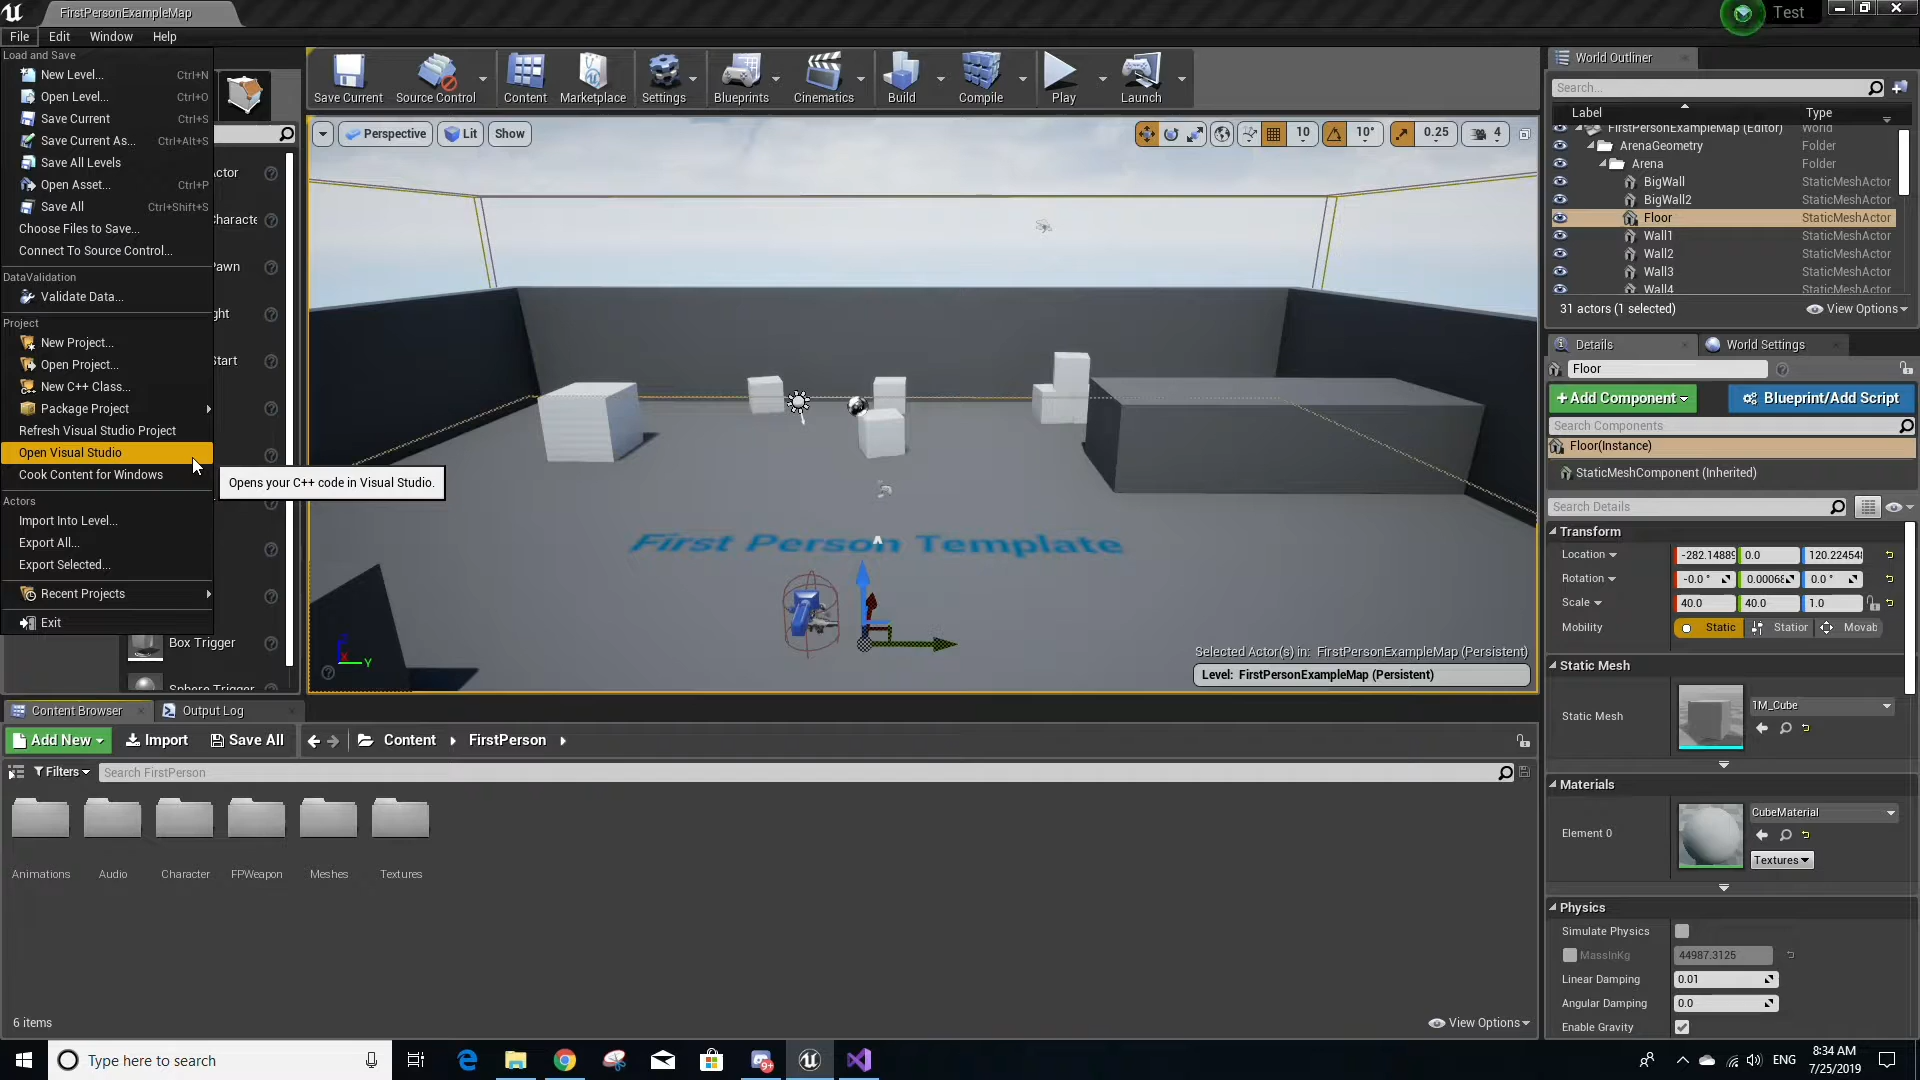 FirstPersonExampleMap
Test
File Edit Window Help
Load and Save
New Level... Ctrl+N
Open Level... Ctrl+O
Save Current Ctrl+S
Save Current As... Ctrl+Alt+S
Save All Levels
Open Asset... Ctrl+P
Save All Ctrl+Shift+S
Choose Files to Save...
Connect To Source Control...
DataValidation
Validate Data...
Project
New Project...
Open Project...
New C++ Class...
Package Project
Refresh Visual Studio Project
Open Visual Studio
Cook Content for Windows
Opens your C++ code in Visual Studio.
Actors
Import Into Level...
Export All...
Export Selected...
Recent Projects
Exit
Box Trigger
Sphere Trigger
Save Current Source Control Content Marketplace Settings Blueprints Cinematics Build Compile Play Launch
Perspective Lit Show
10 10° 0.25 4
First Person Template
Selected Actor(s) in: FirstPersonExampleMap (Persistent)
Level: FirstPersonExampleMap (Persistent)
World Outliner
Search...
Label Type
FirstPersonExampleMap (Editor) World
ArenaGeometry Folder
Arena Folder
BigWall StaticMeshActor
BigWall2 StaticMeshActor
Floor StaticMeshActor
Wall1 StaticMeshActor
Wall2 StaticMeshActor
Wall3 StaticMeshActor
Wall4 StaticMeshActor
31 actors (1 selected) View Options
Details World Settings
Floor
+Add Component Blueprint/Add Script
Search Components
Floor(Instance)
StaticMeshComponent (Inherited)
Search Details
Transform
Location 0.0
Rotation -0.0 ° 0.0 °
Scale 40.0 40.0 1.0
Mobility Static
Static Mesh
Static Mesh 1M_Cube
Materials
Element 0 CubeMaterial
Textures
Physics
Simulate Physics
MassInKg 44987.3125
Linear Damping 0.01
Angular Damping 0.0
Enable Gravity
Content Browser Output Log
Add New Import Save All Content FirstPerson
Filters Search FirstPerson
Animations Audio Character FPWeapon Meshes Textures
6 items View Options
Type here to search
ENG
8:34 AM
7/25/2019